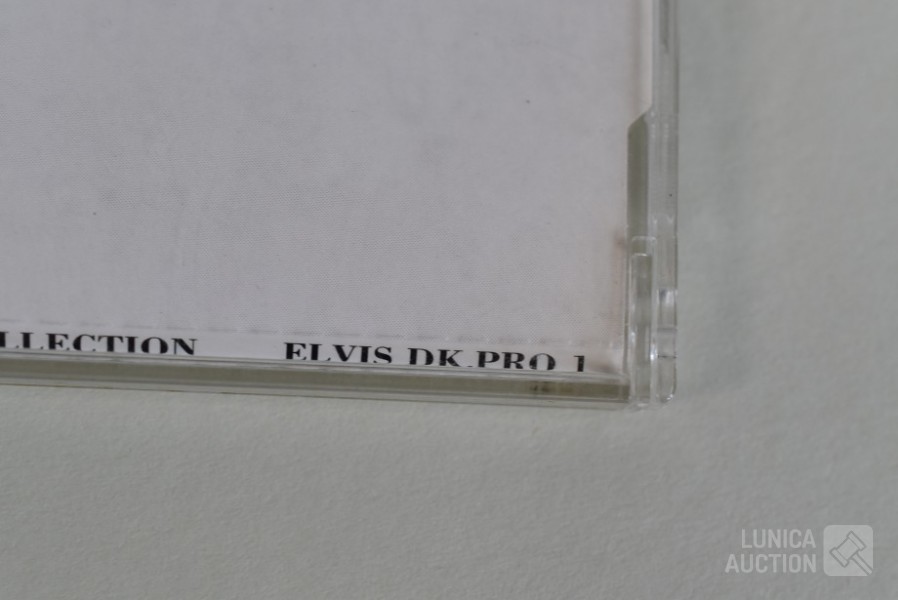 LLECTION ELVIS DK.PRO 1
LUNICA
AUCTION